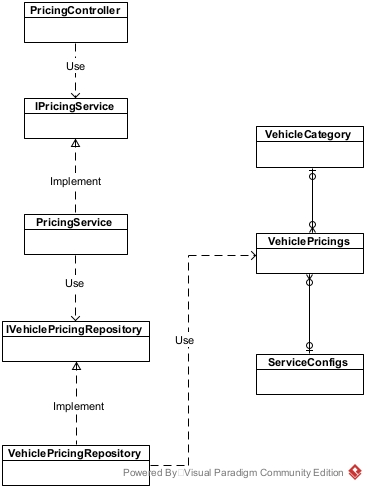 PricingController
Use
IPricingService
Implement
PricingService
Use
IVehiclePricingRepository
Implement
VehiclePricingRepository
Use
VehicleCategory
VehiclePricings
ServiceConfigs
Powered By Visual Paradigm Community Edition